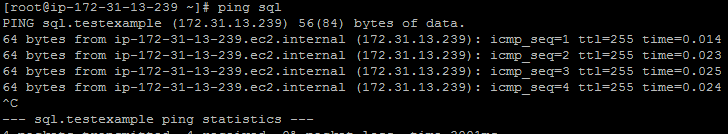 [root@ip-172-31-13-239 ~]# ping sql
PING sql.testexample (172.31.13.239) 56(84) bytes of data.
64 bytes from ip-172-31-13-239.ec2.internal (172.31.13.239): icmp_seq=1 ttl=255 time=0.014
64 bytes from ip-172-31-13-239.ec2.internal (172.31.13.239): icmp_seq=2 ttl=255 time=0.023
64 bytes from ip-172-31-13-239.ec2.internal (172.31.13.239): icmp_seq=3 ttl=255 time=0.025
64 bytes from ip-172-31-13-239.ec2.internal (172.31.13.239): icmp_seq=4 ttl=255 time=0.024
^C
--- sql.testexample ping statistics ---